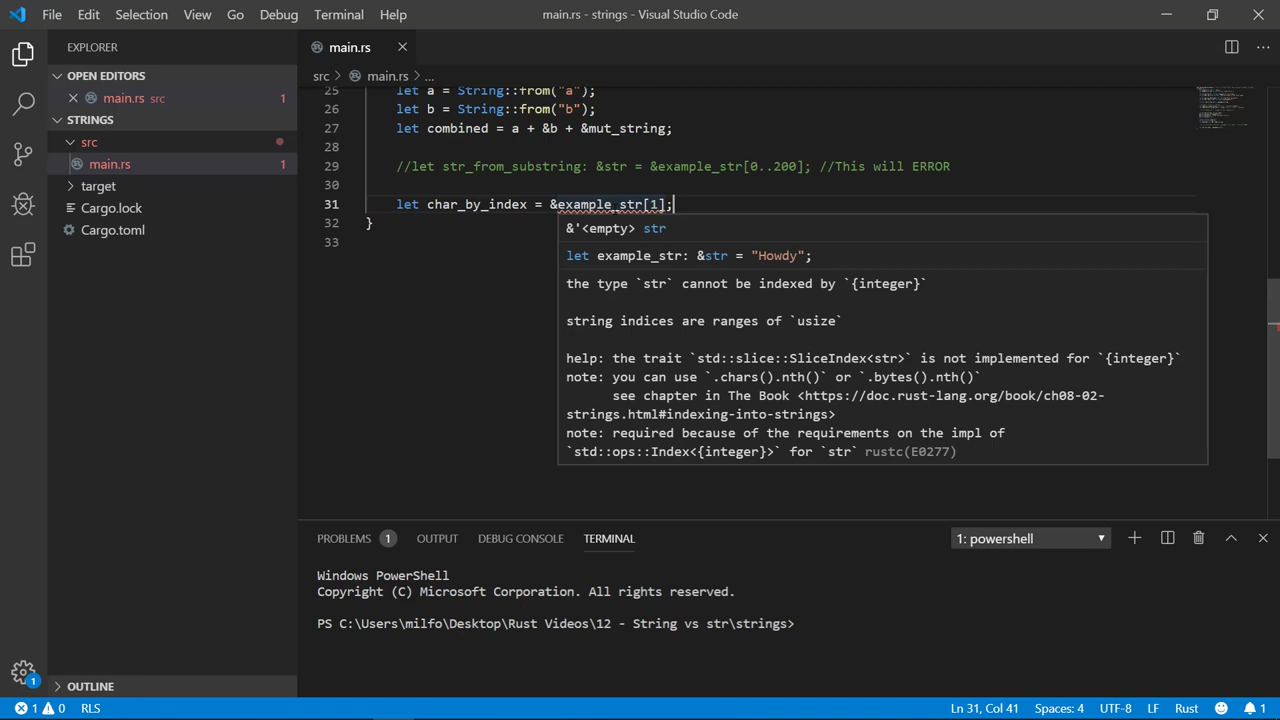 File Edit Selection View Go Debug Terminal Help
main.rs - strings - Visual Studio Code
EXPLORER
OPEN EDITORS
main.rs src 1
STRINGS
src
main.rs 1
target
Cargo.lock
Cargo.toml
OUTLINE
main.rs
src > main.rs > ...
25 let a = String::from("a");
26 let b = String::from("b");
27 let combined = a + &b + &mut_string;
28
29 //let str_from_substring: &str = &example_str[0..200]; //This will ERROR
30
31 let char_by_index = &example_str[1];
32 }
33
&'<empty> str
let example_str: &str = "Howdy";
the type `str` cannot be indexed by `{integer}`
string indices are ranges of `usize`
help: the trait `std::slice::SliceIndex<str>` is not implemented for `{integer}`
note: you can use `.chars().nth()` or `.bytes().nth()`
see chapter in The Book <https://doc.rust-lang.org/book/ch08-02-
strings.html#indexing-into-strings>
note: required because of the requirements on the impl of
`std::ops::Index<{integer}>` for `str` rustc(E0277)
PROBLEMS 1 OUTPUT DEBUG CONSOLE TERMINAL
1: powershell
Windows PowerShell
Copyright (C) Microsoft Corporation. All rights reserved.
PS C:\Users\milfo\Desktop\Rust Videos\12 - String vs str\strings>
1
1 0 RLS
Ln 31, Col 41 Spaces: 4 UTF-8 LF Rust 1